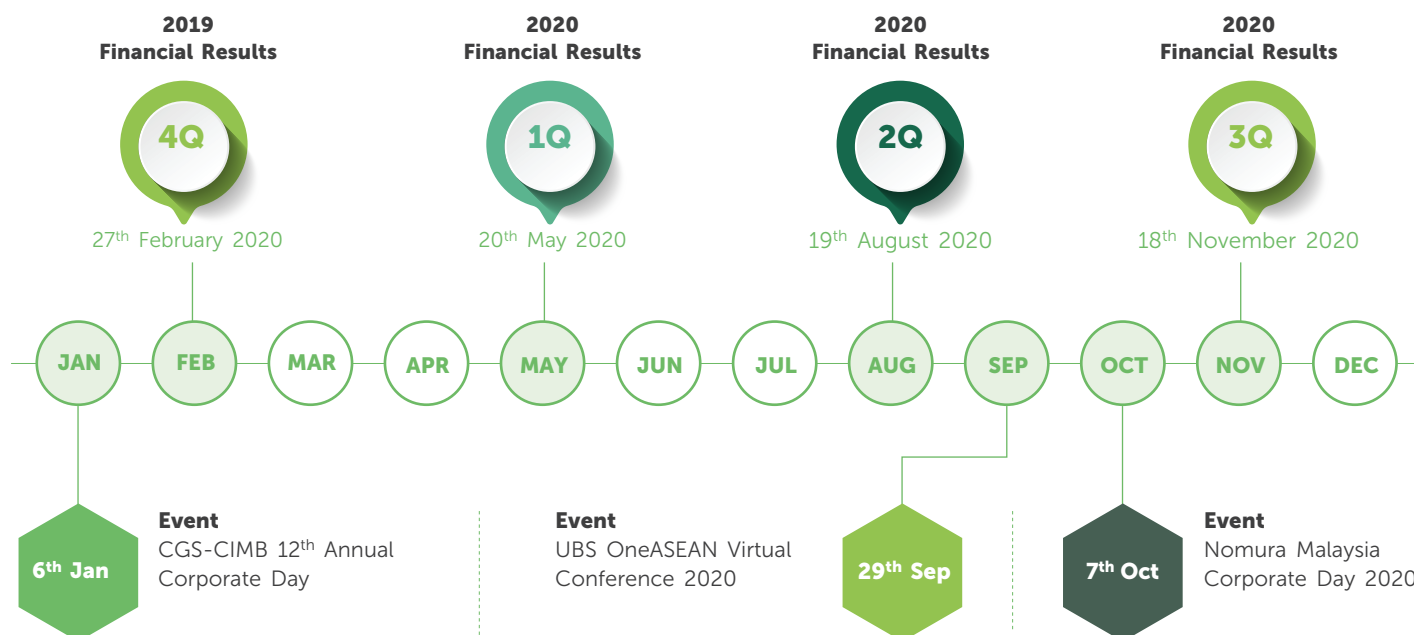 2019
Financial Results
4Q
27th February 2020
2020
Financial Results
1Q
20th May 2020
2020
Financial Results
2Q
19th August 2020
2020
Financial Results
3Q
18th November 2020
JAN
FEB
MAR
APR
MAY
JUN
JUL
AUG
SEP
OCT
NOV
DEC
6th Jan
Event
CGS-CIMB 12th Annual
Corporate Day
Event
UBS OneASEAN Virtual
Conference 2020
29th Sep
7th Oct
Event
Nomura Malaysia
Corporate Day 2020